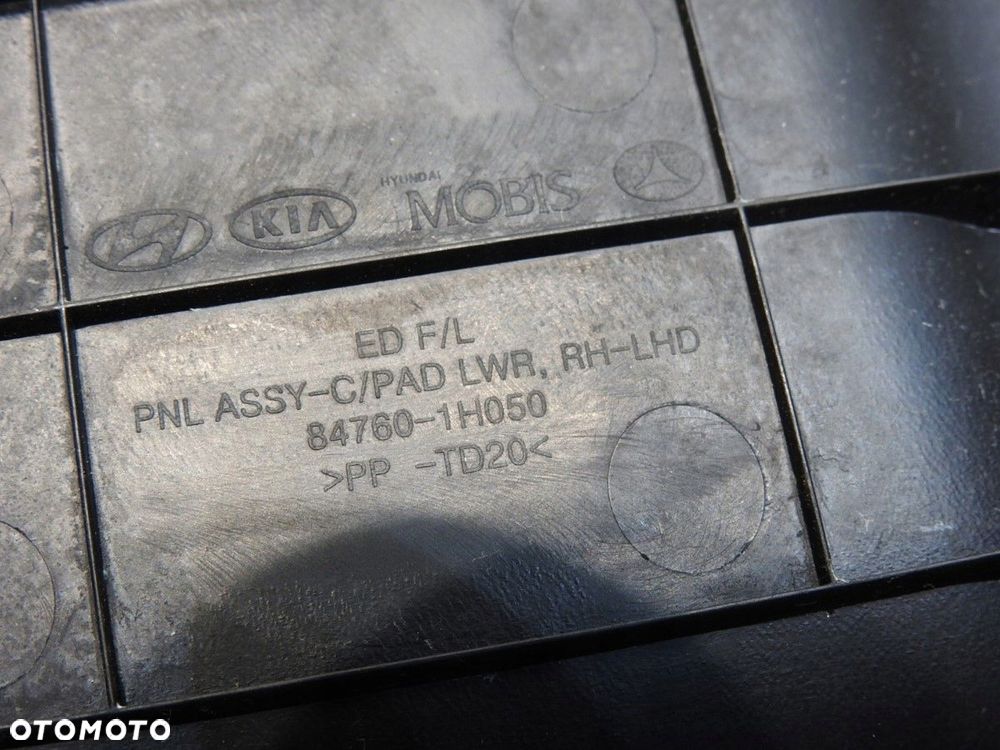 KIA
HYUNDAI
MOBIS
ED F/L
PNL ASSY-C/PAD LWR, RH-LHD
84760-1H050
>PP -TD20<
OTOMOTO